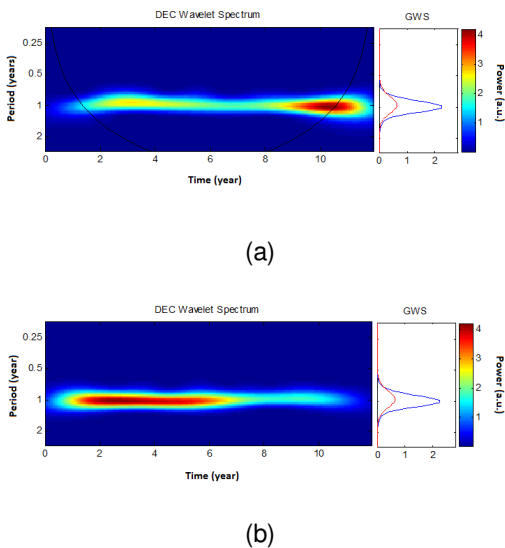 DEC Wavelet Spectrum GWS
0.25
0.5
1
2
Period (years)
0 2 4 6 8 10
Time (year)
0 1 2
4
3
2
1
Power (a.u.)
(a)
DEC Wavelet Spectrum GWS
0.25
0.5
1
2
Period (year)
0 2 4 6 8 10
Time (year)
0 1 2
4
3
2
1
Power (a.u.)
(b)